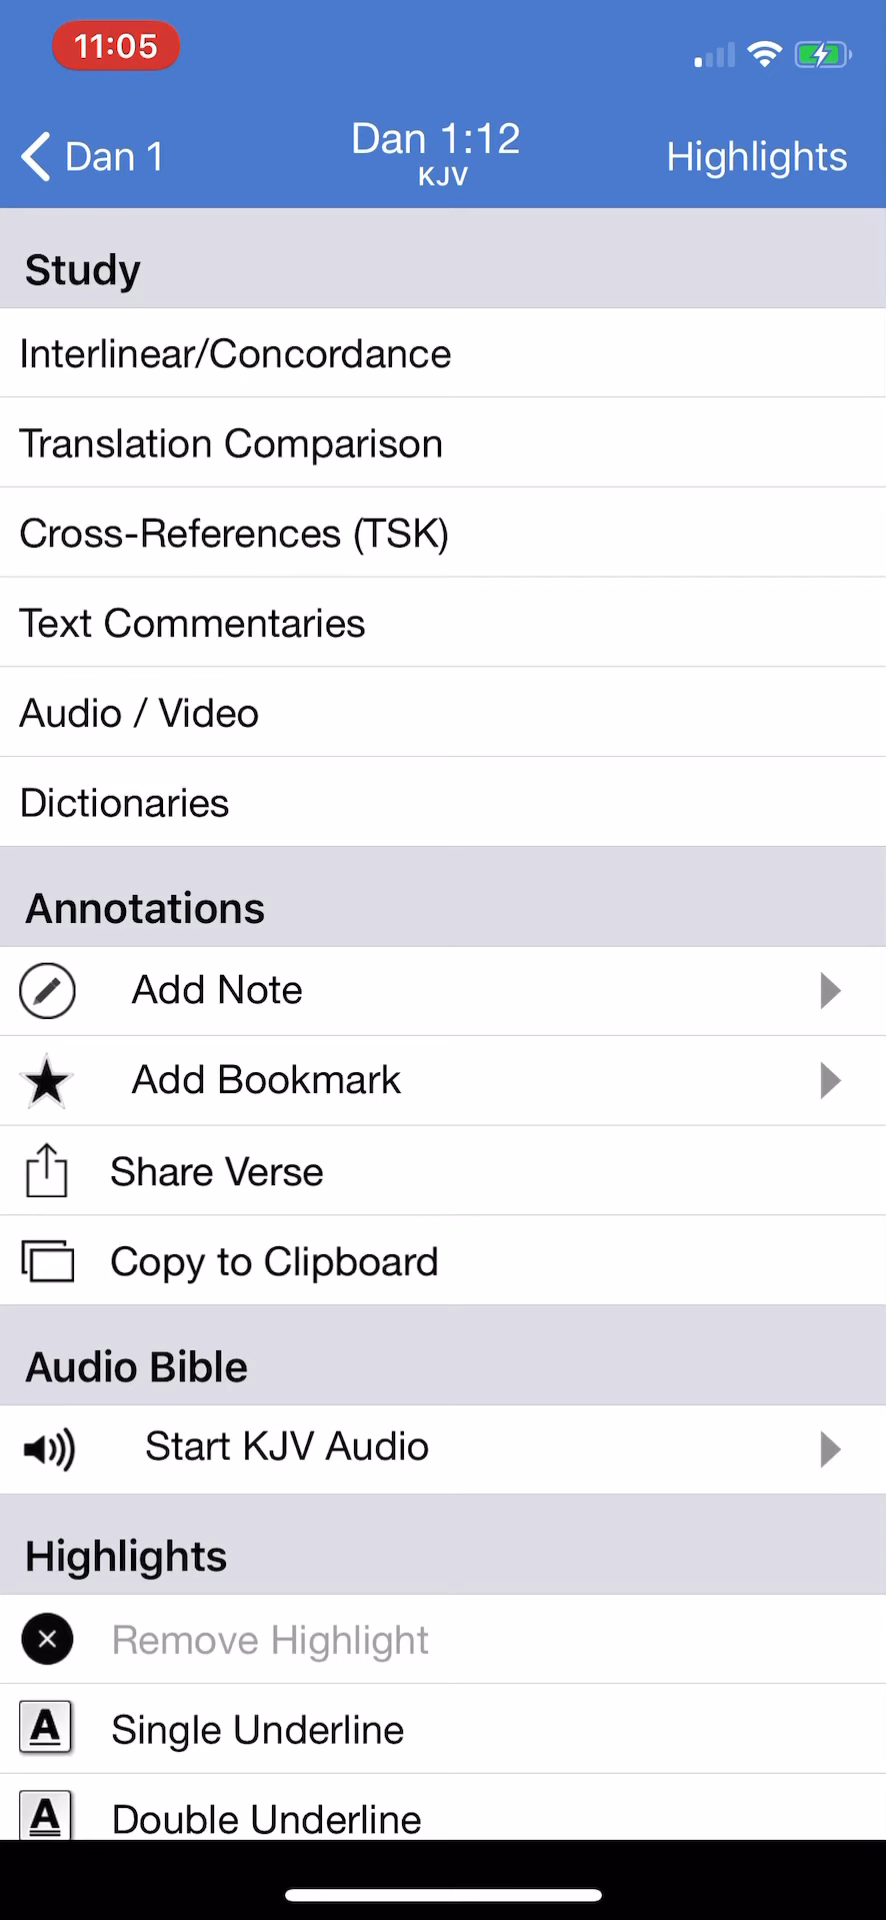 11:05
Dan 1
Dan 1:12
KJV
Highlights
Study
Interlinear/Concordance
Translation Comparison
Cross-References (TSK)
Text Commentaries
Audio / Video
Dictionaries
Annotations
Add Note
Add Bookmark
Share Verse
Copy to Clipboard
Audio Bible
Start KJV Audio
Highlights
Remove Highlight
A Single Underline
A Double Underline